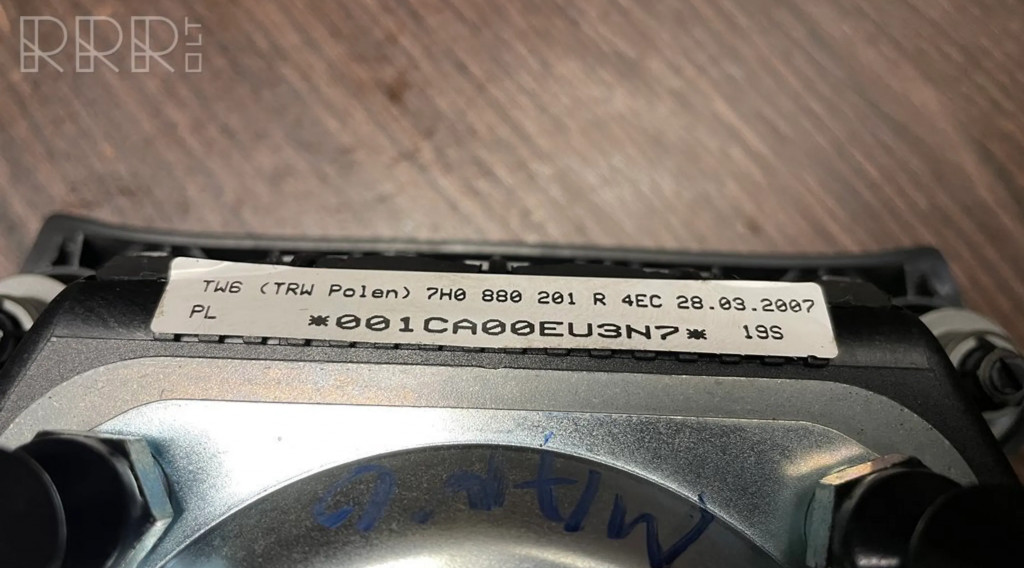 RRR.LT
TW6 (TRW Polen) 7H0 880 201 R 4EC 28.03.2007
PL *001CA00EU3N7* 19S